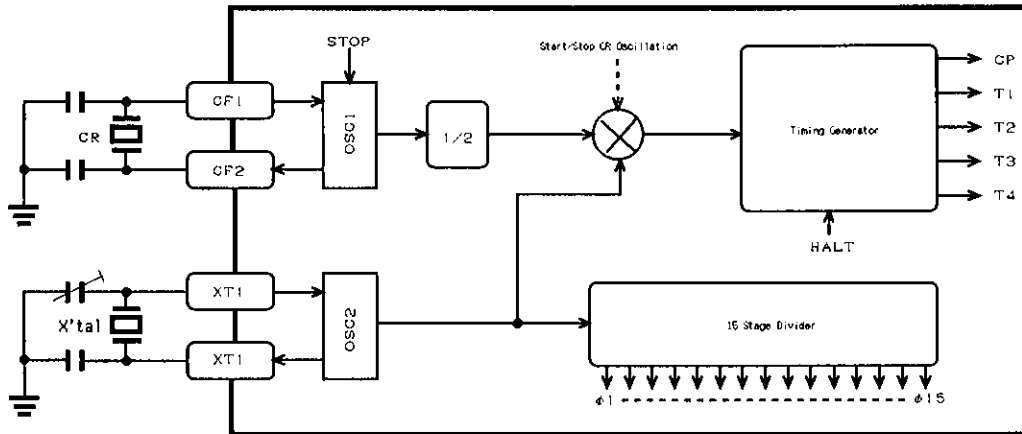 STOP
Start/Stop CR Oscillation
CF1
CR
CF2
OSC1
1/2
Timing Generator
CP
T1
T2
T3
T4
HALT
XT1
X'tal
XT1
OSC2
15 Stage Divider
φ1
φ15